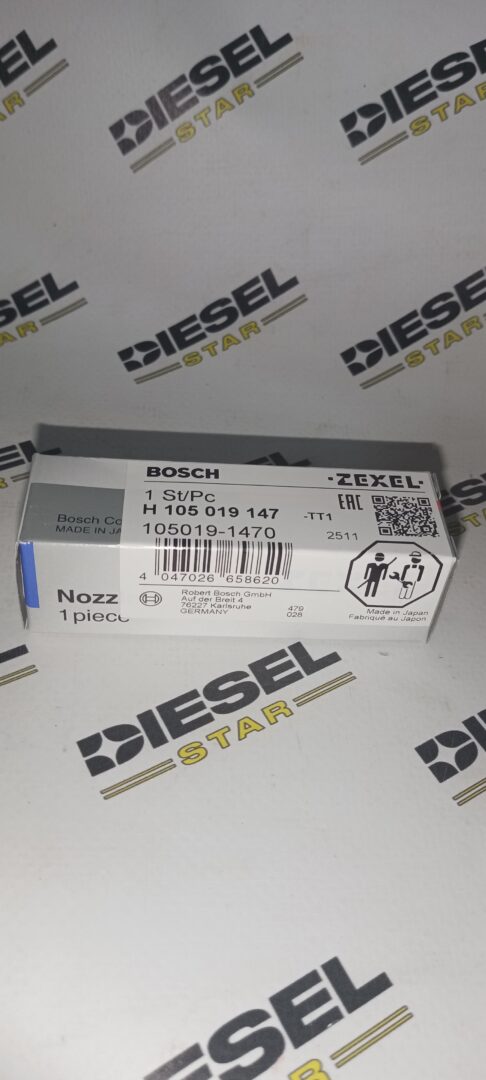 DIESEL
STAR
DIESEL
STAR
DIESEL
STAR
DIESEL
STAR
DIESEL
STAR
BOSCH
·ZEXEL·
1 St/Pc
H 105 019 147
-TT1
EAC
105019-1470
2511
Bosch Co
MADE IN JA
4 047026 658620
Nozz
1 piece
Robert Bosch GmbH
Auf der Breit 4
76227 Karlsruhe
GERMANY
479
028
Made in Japan
Fabriqué au Japon
DIESEL
STAR
DIESEL
STAR